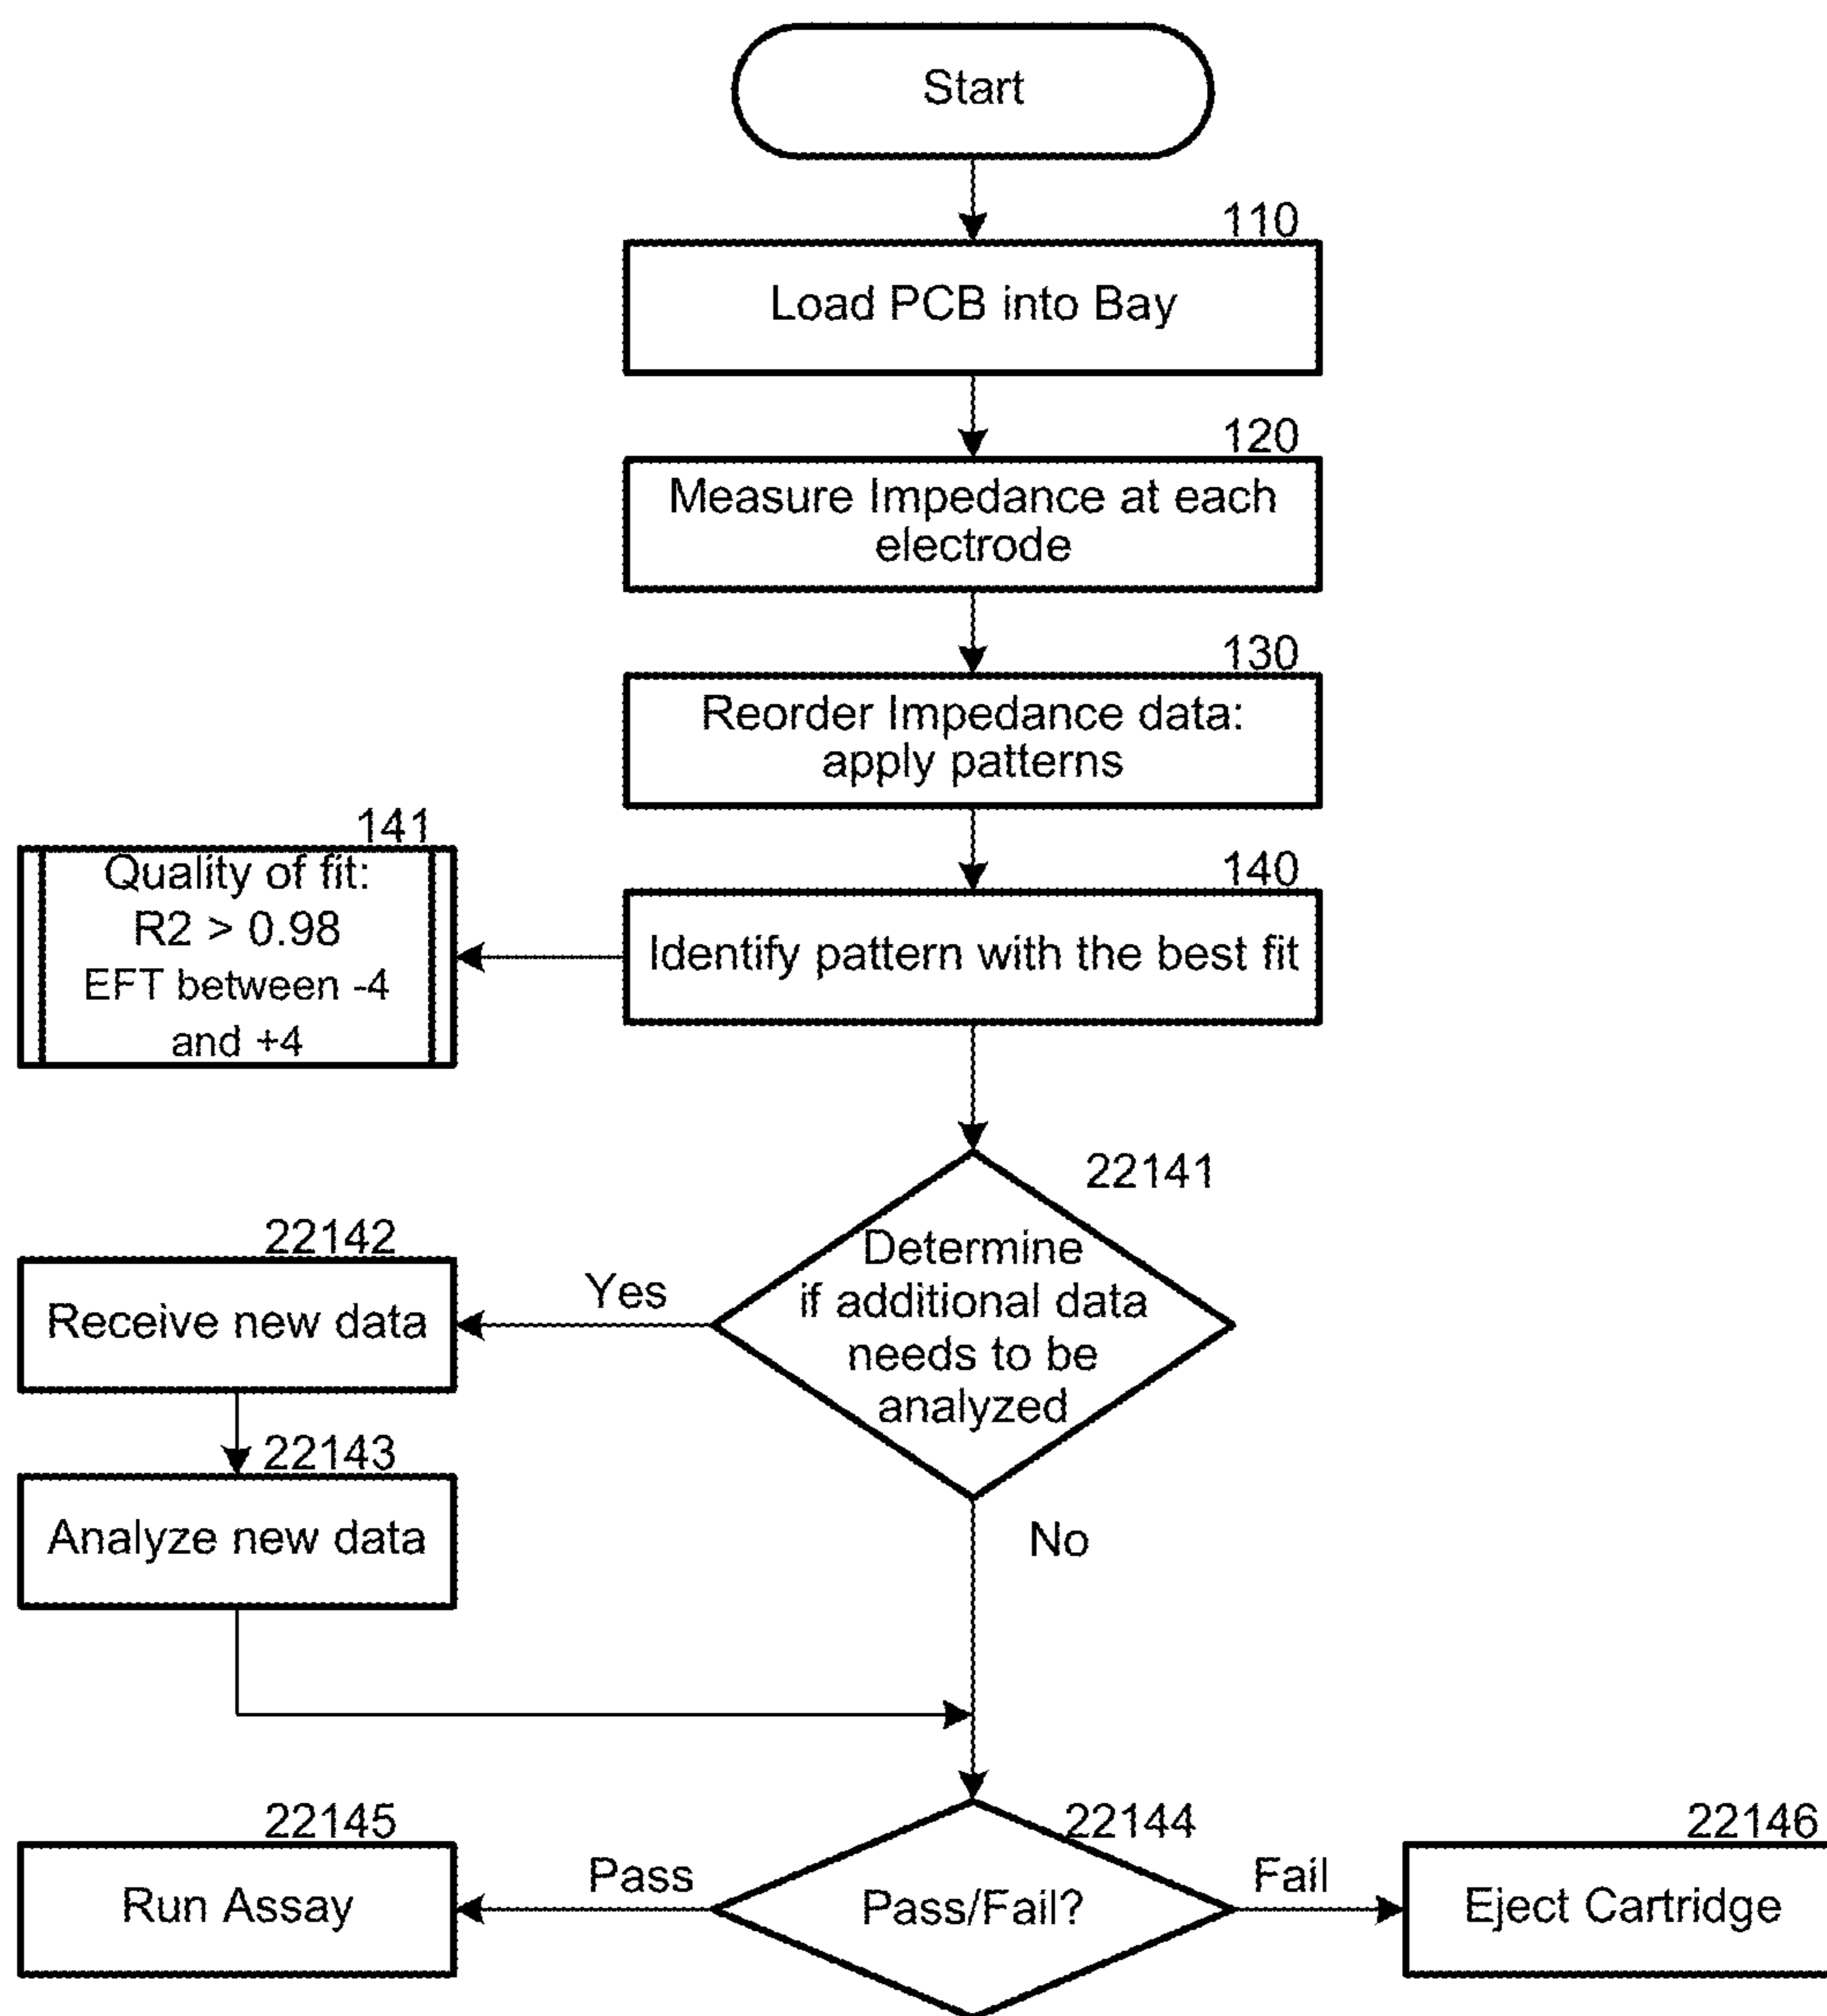 Start
110
Load PCB into Bay
120
Measure Impedance at each
electrode
130
Reorder Impedance data:
apply patterns
141
Quality of fit:
R2 > 0.98
EFT between -4
and +4
140
Identify pattern with the best fit
22141
Determine
if additional data
needs to be
analyzed
Yes
22142
Receive new data
22143
Analyze new data
No
22145
Run Assay
Pass
22144
Pass/Fail?
Fail
22146
Eject Cartridge